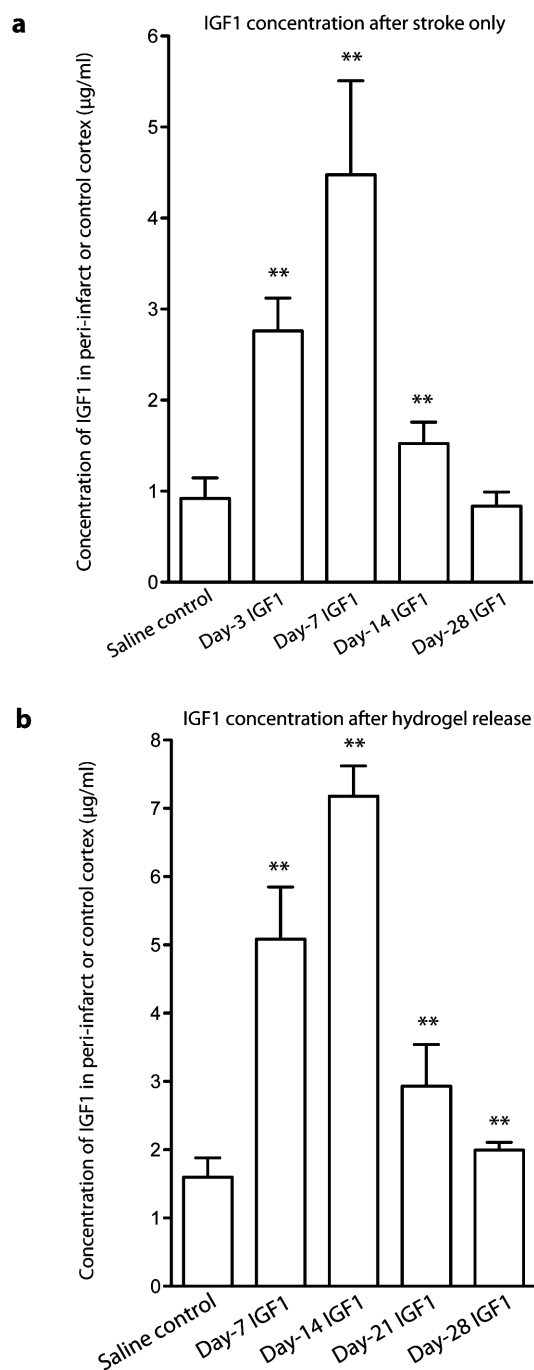 a
IGF1 concentration after stroke only
Concentration of IGF1 in peri-infarct or control cortex (µg/ml)
6
5
4
3
2
1
0
**
**
**
Saline control
Day-3 IGF1
Day-7 IGF1
Day-14 IGF1
Day-28 IGF1
b
IGF1 concentration after hydrogel release
Concentration of IGF1 in peri-infarct or control cortex (µg/ml)
8
7
6
5
4
3
2
1
0
**
**
**
**
Saline control
Day-7 IGF1
Day-14 IGF1
Day-21 IGF1
Day-28 IGF1